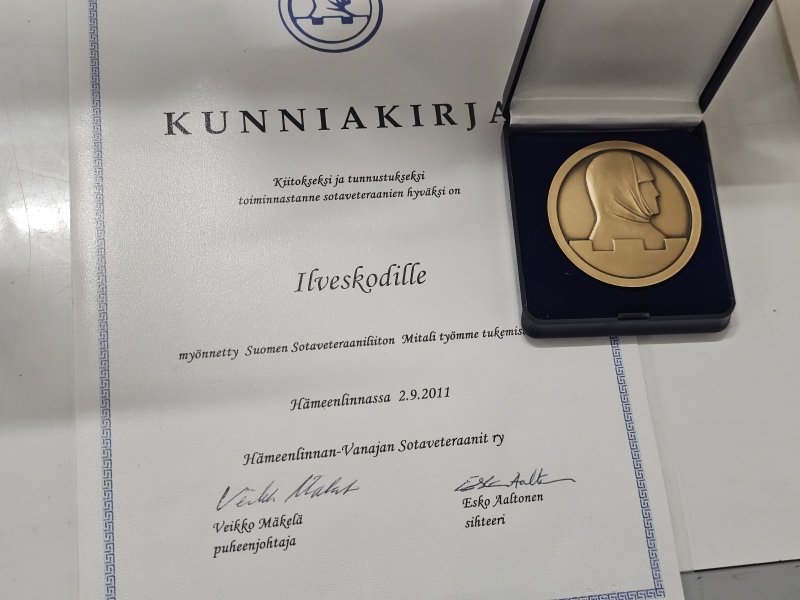 KUNNIAKIRJA
Kiitokseksi ja tunnustukseksi
toiminnastanne sotaveteraanien hyväksi on
Ilveskodille
myönnetty Suomen Sotaveteraaniliiton Mitali työmme tukemis
Hämeenlinnassa 2.9.2011
Hämeenlinnan-Vanajan Sotaveteraanit ry
Veikko Mäkelä
puheenjohtaja
Esko Aaltonen
sihteeri